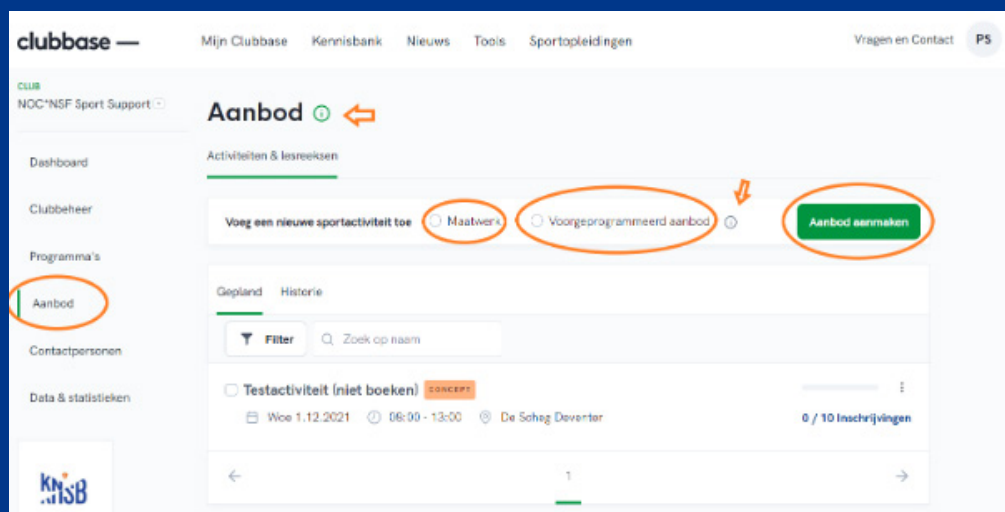 clubbase —
Mijn Clubbase Kennisbank Nieuws Tools Sportopleidingen Vragen en Contact PS
CLUB
NOC*NSF Sport Support
Aanbod
Dashboard
Activiteiten & lesreeksen
Clubbeheer
Voeg een nieuwe sportactiviteit toe Maatwerk Voorgeprogrammeerd aanbod Aanbod aanmaken
Programma's
Gepland Historie
Aanbod
Filter Zoek op naam
Contactpersonen
Testactiviteit (niet boeken) CONCEPT
Data & statistieken
Woe 1.12.2021 06:00 - 13:00 De Scheg Deventer 0 / 10 Inschrijvingen
1
KNSB